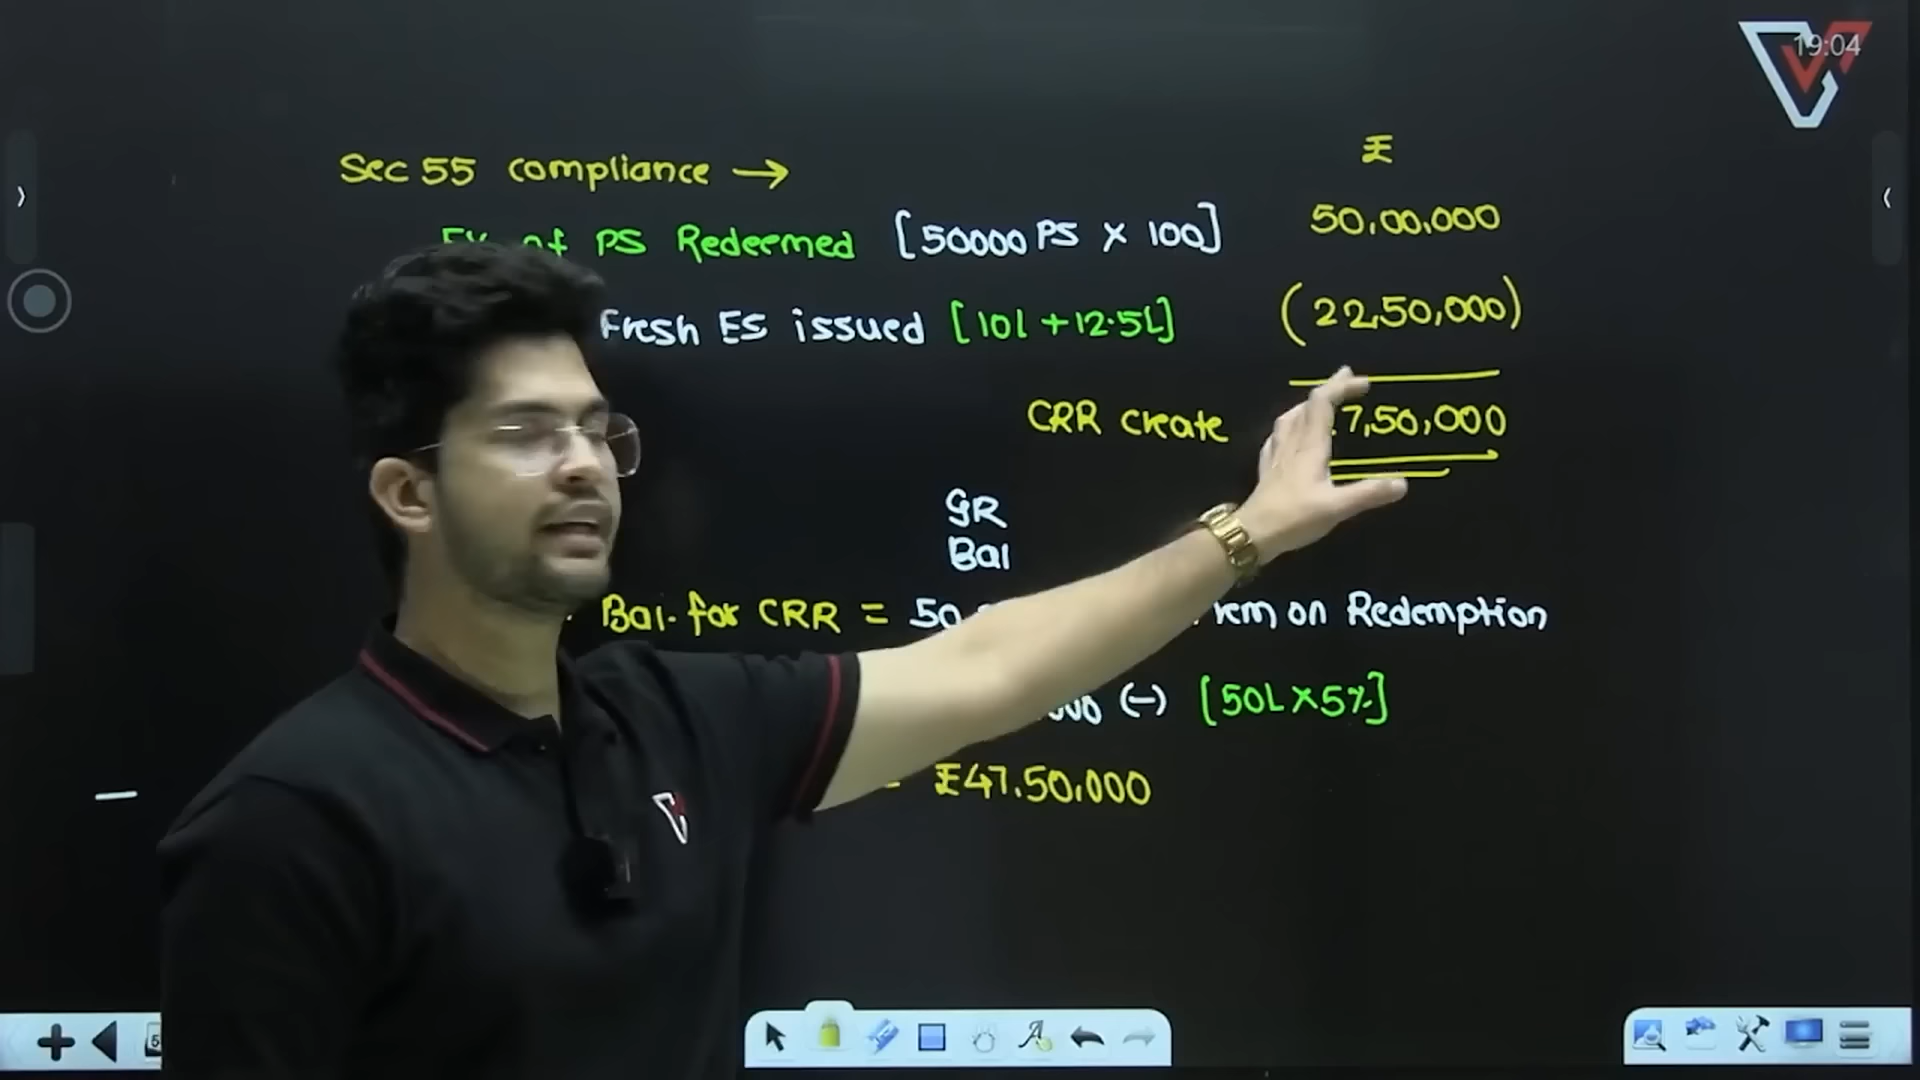 19:04
₹
Sec 55 compliance →
of PS Redeemed [50000 PS x 100] 50,00,000
Fresh ES issued [10L + 12.5L] (22,50,000)
CRR create 7,50,000
GR
Bal
Bal. for CRR = 50 on Redemption
(-) [50L x 5%]
₹47,50,000